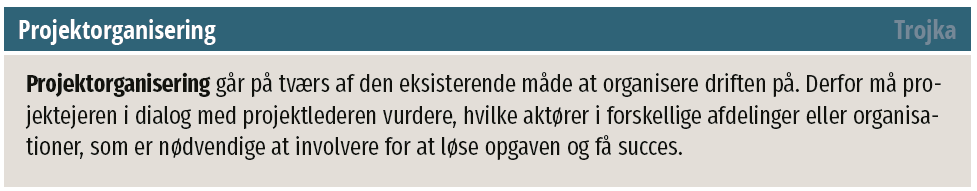 Projektorganisering Trojka
Projektorganisering går på tværs af den eksisterende måde at organisere driften på. Derfor må pro-
jektejeren i dialog med projektlederen vurdere, hvilke aktører i forskellige afdelinger eller organisa-
tioner, som er nødvendige at involvere for at løse opgaven og få succes.